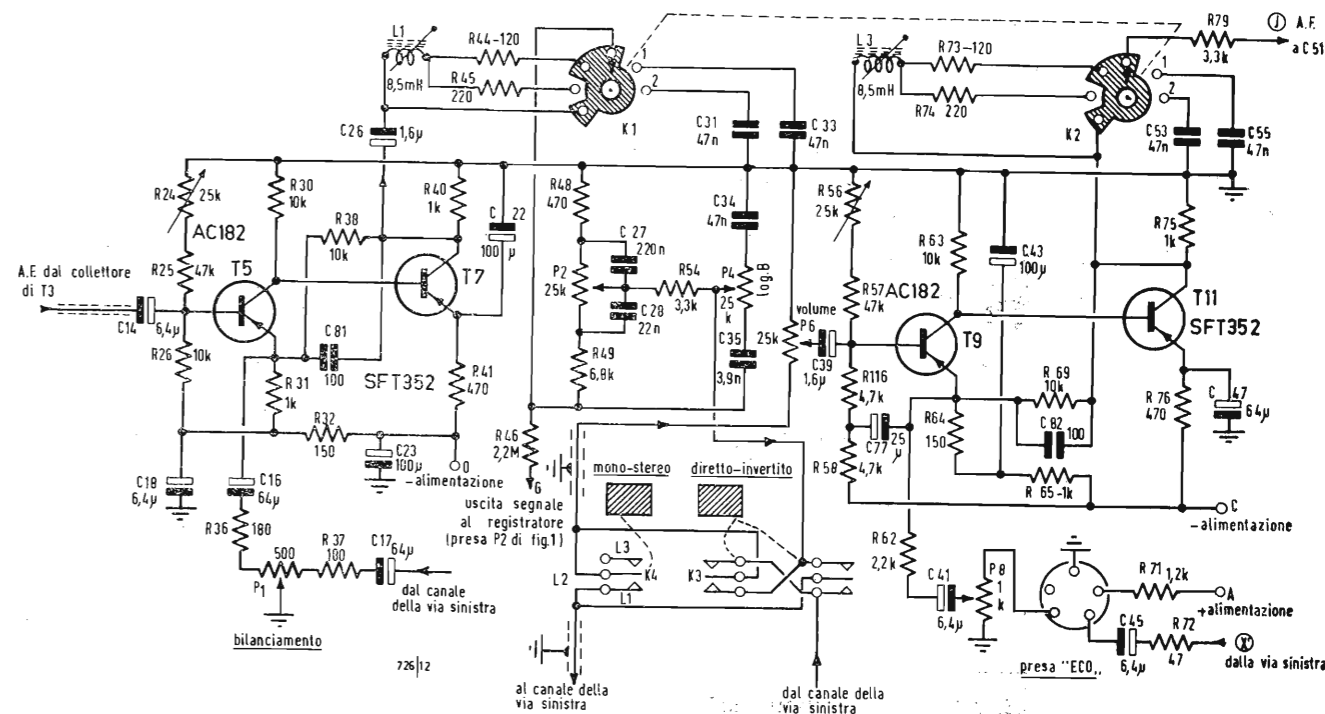 L1
8,5mH
R44-120
R45
220
1
2
K1
L3
8,5mH
R73-120
R74 220
1
2
K2
R79
3,3k
J A.F.
a C51
C26
1,6µ
C31
47n
C33
47n
C53
47n
C55
47n
R24
25k
R30
10k
R38
10k
R40
1k
C 22
100 µ
R48
470
C 27
220n
C34
47n
R56
25k
R63
10k
C43
100µ
R75
1k
AC182
T5
R25
47k
T7
P2
25k
R54
3,3k
P4
25
k
log.B
R57
47k
AC182
T9
T11
SFT352
A.F. dal collettore
di T3
C14
6,4µ
R26
10k
C 81
100
SFT352
C 28
22n
C35
3,9n
25k
volume
P6
C39
1,6µ
R 31
1k
R41
470
R49
6,8k
R116
4,7k
R64
150
R 69
10k
C 82
100
R 76
470
C 47
64µ
R32
150
C23
100µ
0
-alimentazione
R46
2,2M
C77
25
µ
R 58
4,7k
R 65-1k
C
-alimentazione
C18
6,4µ
C16
64µ
R36
180
G
uscita segnale
al registratore
(presa P2 di fig.1)
mono-stereo
diretto-invertito
500
P1
R 37
100
C17
64µ
dal canale
della via sinistra
bilanciamento
L3
L2
L1
K4
K3
R62
2,2k
C41
6,4µ
P8
1
k
R 71
1,2k
A
+alimentazione
C45
6,4µ
R 72
47
X'
dalla via sinistra
presa "ECO„
726|12
al canale della
via sinistra
dal canale della
via sinistra